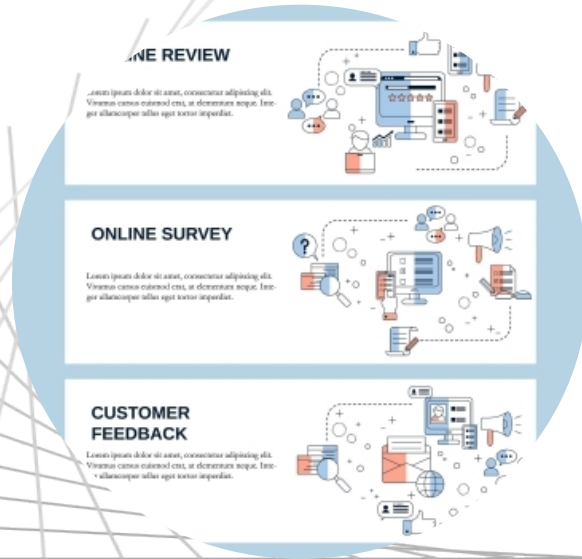 NE REVIEW
Lorem ipsum dolor sit amet, consectetur adipiscing elit.
Vivamus cursus euismod erat, at elementum neque. Inte-
ger ullamcorper tellus eget tortor imperdiet.
ONLINE SURVEY
Lorem ipsum dolor sit amet, consectetur adipiscing elit.
Vivamus cursus euismod erat, at elementum neque. Inte-
ger ullamcorper tellus eget tortor imperdiet.
?
CUSTOMER
FEEDBACK
Lorem ipsum dolor sit amet, consectetur adipiscing elit.
Vivamus cursus euismod erat, at elementum neque. Inte-
ullamcorper tellus eget tortor imperdiet.